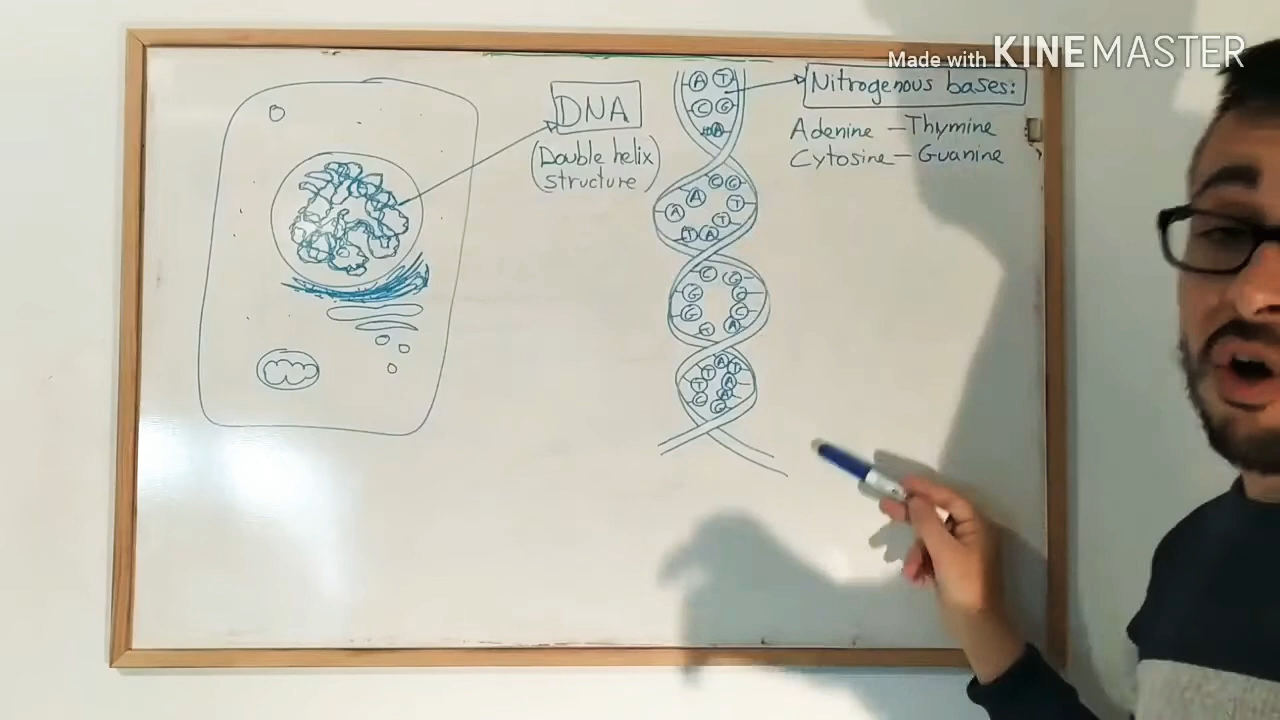 Made with KINEMASTER
DNA
(Double helix
structure)
Nitrogenous bases:
Adenine — Thymine
Cytosine — Guanine
A T
C G
A
C G
A T
A
T A
C G
G
G
T A
A
T T
T A